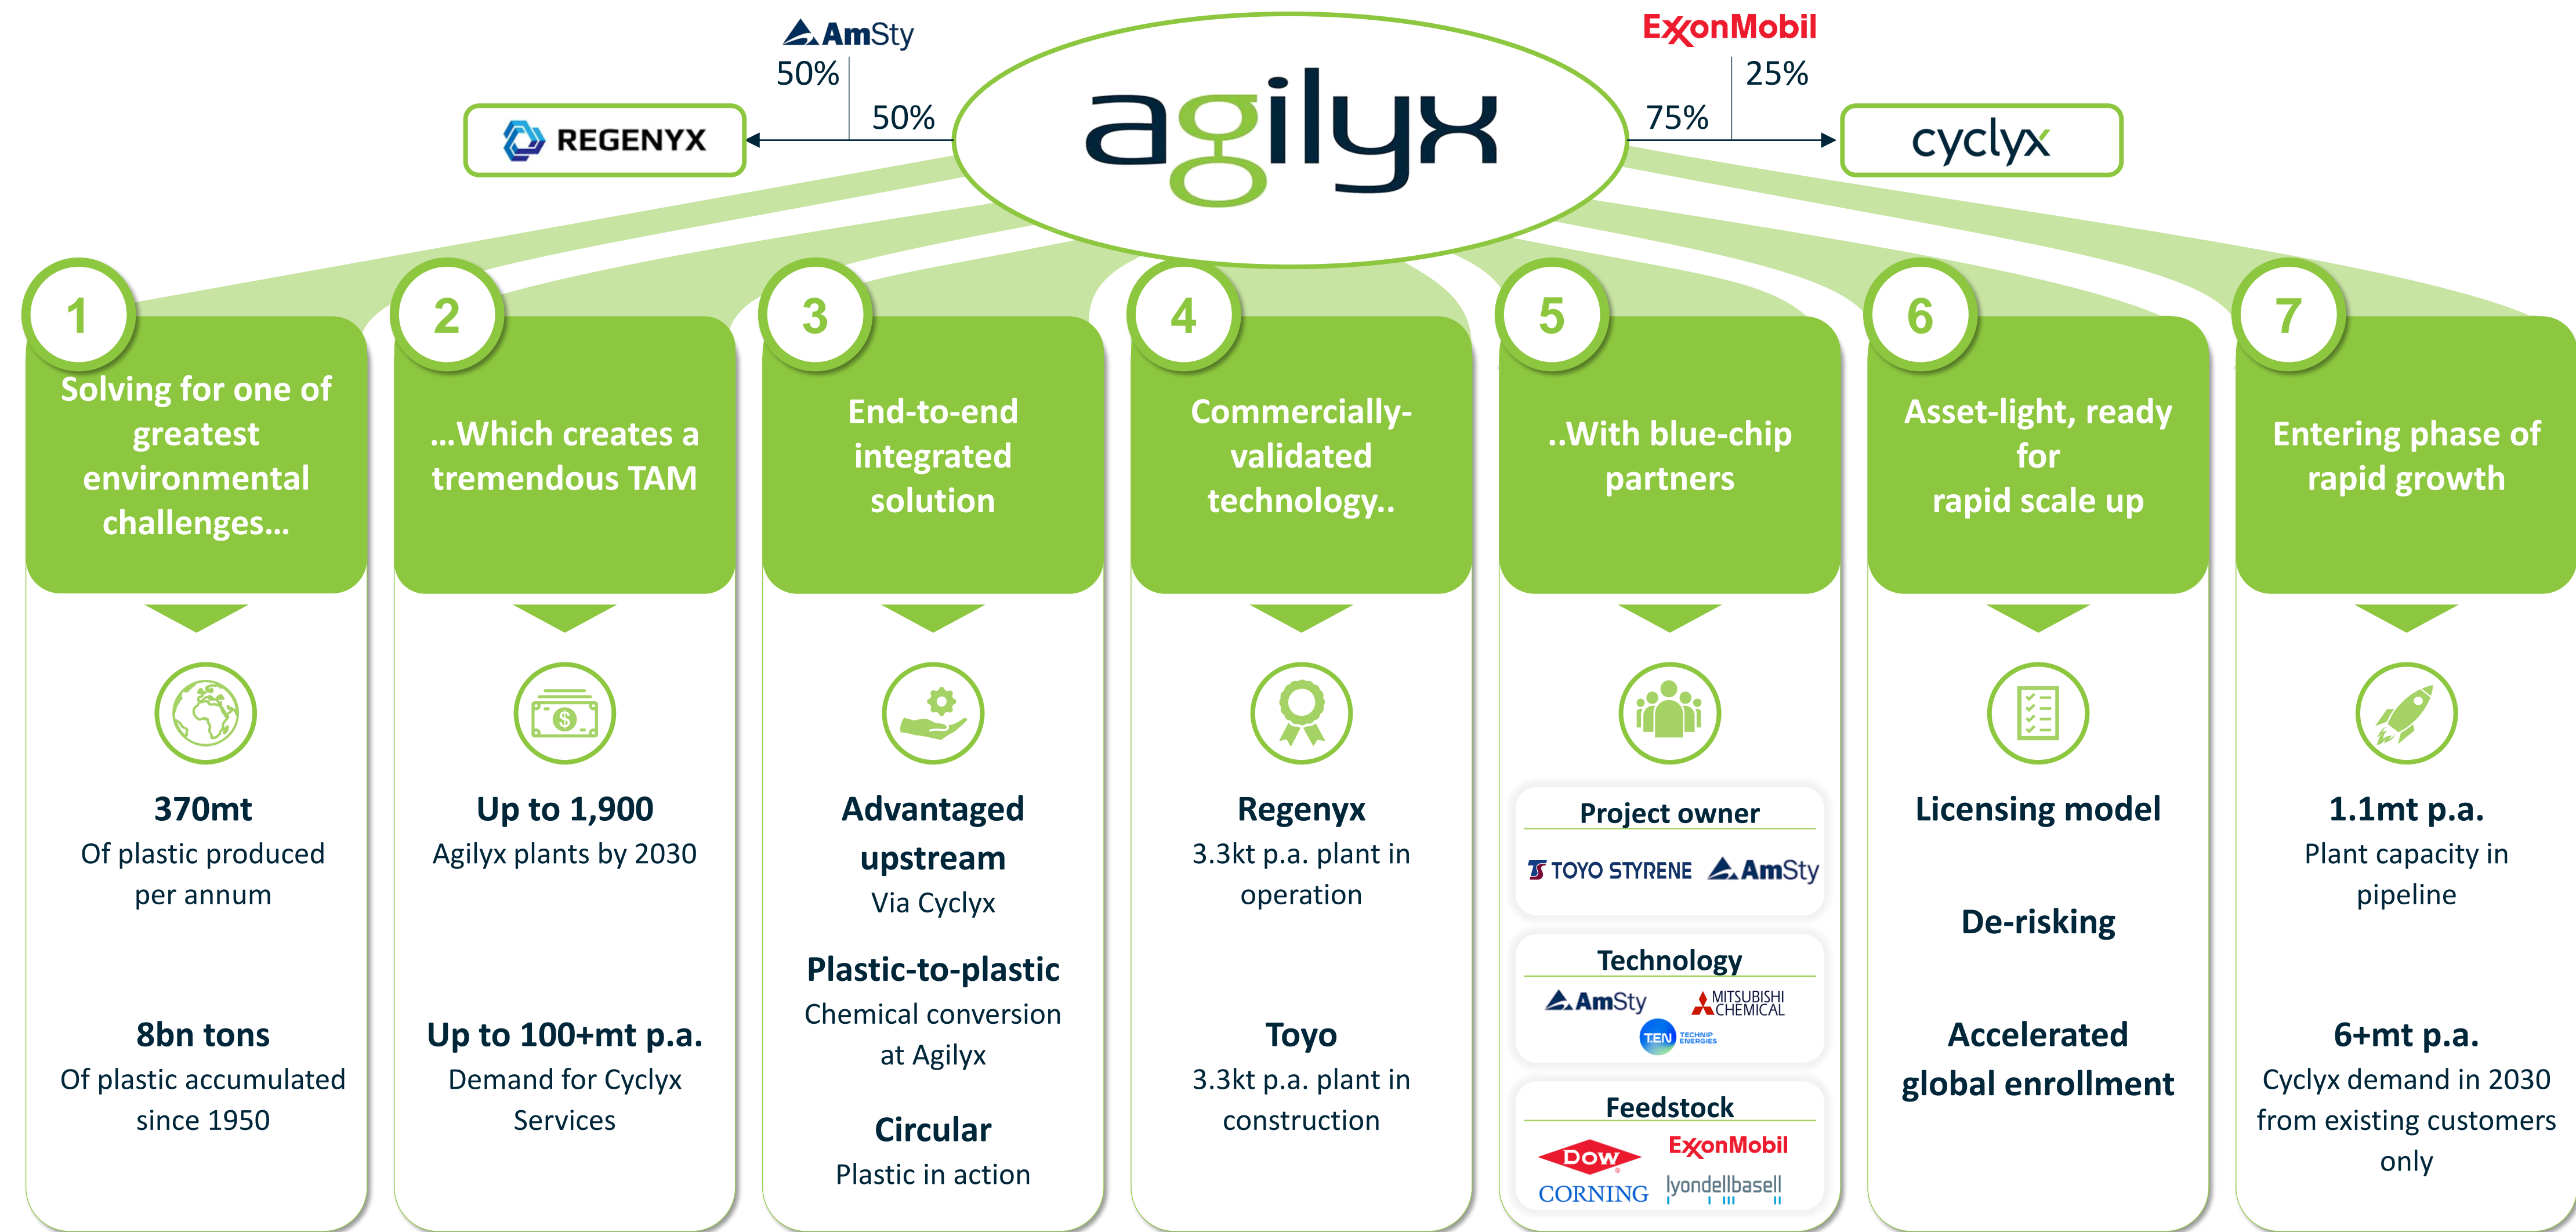 AmSty
50%
50%
REGENYX
agilyx
ExxonMobil
25%
75%
cyclyx
1
Solving for one of
greatest
environmental
challenges...
370mt
Of plastic produced
per annum
8bn tons
Of plastic accumulated
since 1950
2
...Which creates a
tremendous TAM
$
Up to 1,900
Agilyx plants by 2030
Up to 100+mt p.a.
Demand for Cyclyx
Services
3
End-to-end
integrated
solution
Advantaged
upstream
Via Cyclyx
Plastic-to-plastic
Chemical conversion
at Agilyx
Circular
Plastic in action
4
Commercially-
validated
technology..
Regenyx
3.3kt p.a. plant in
operation
Toyo
3.3kt p.a. plant in
construction
5
..With blue-chip
partners
Project owner
TS TOYO STYRENE AmSty
Technology
AmSty
MITSUBISHI
CHEMICAL
T.EN TECHNIP
ENERGIES
Feedstock
Dow
ExxonMobil
CORNING
lyondellbasell
6
Asset-light, ready
for
rapid scale up
Licensing model
De-risking
Accelerated
global enrollment
7
Entering phase of
rapid growth
1.1mt p.a.
Plant capacity in
pipeline
6+mt p.a.
Cyclyx demand in 2030
from existing customers
only